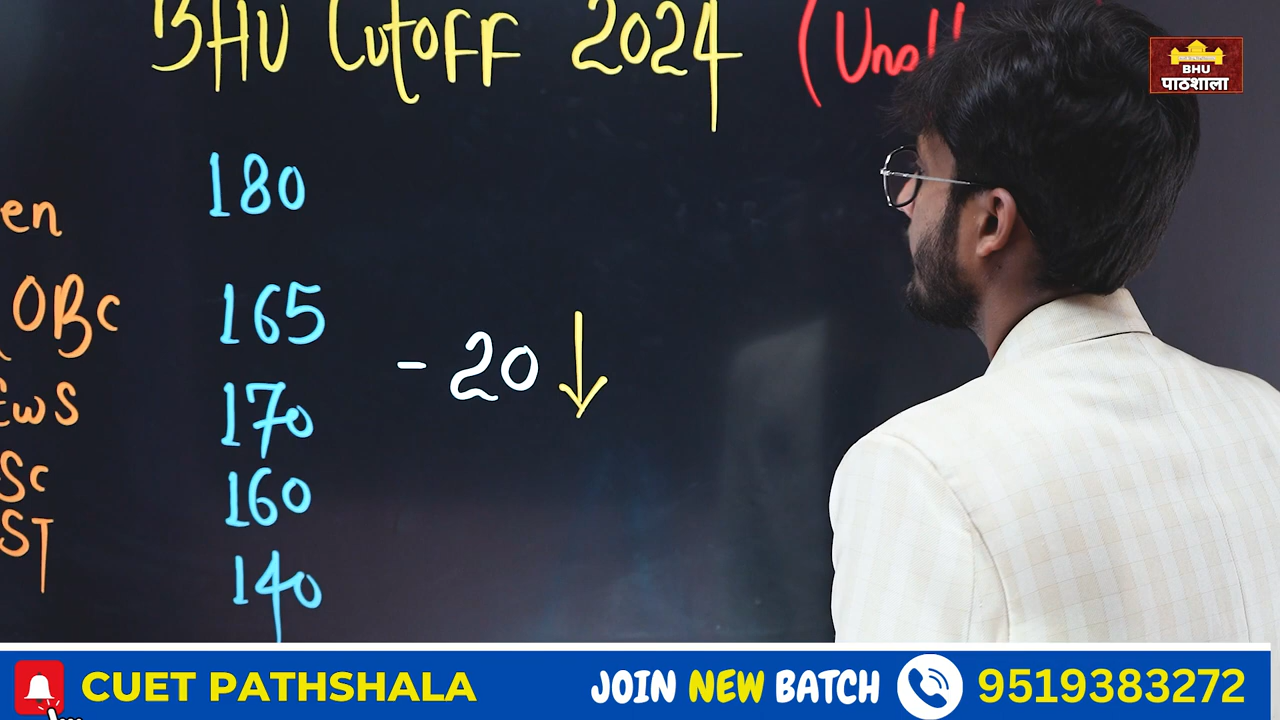 BHU CutoFF 2024
BHU
पाठशाला
en 180
OBC 165
EWS 170
- 20 ↓
SC 160
ST 140
CUET PATHSHALA JOIN NEW BATCH 9519383272